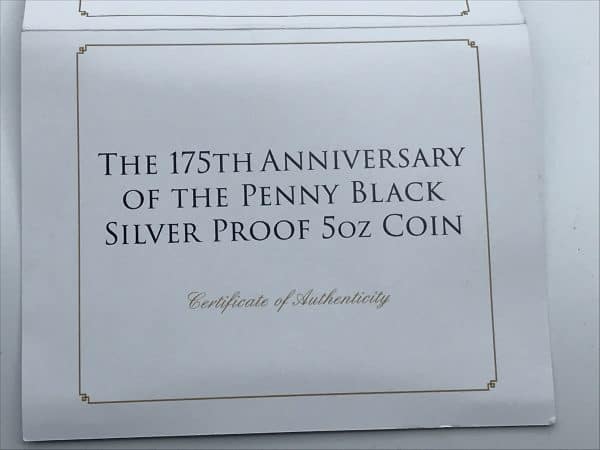 The 175th Anniversary
of the Penny Black
Silver Proof 5oz Coin
Certificate of Authenticity